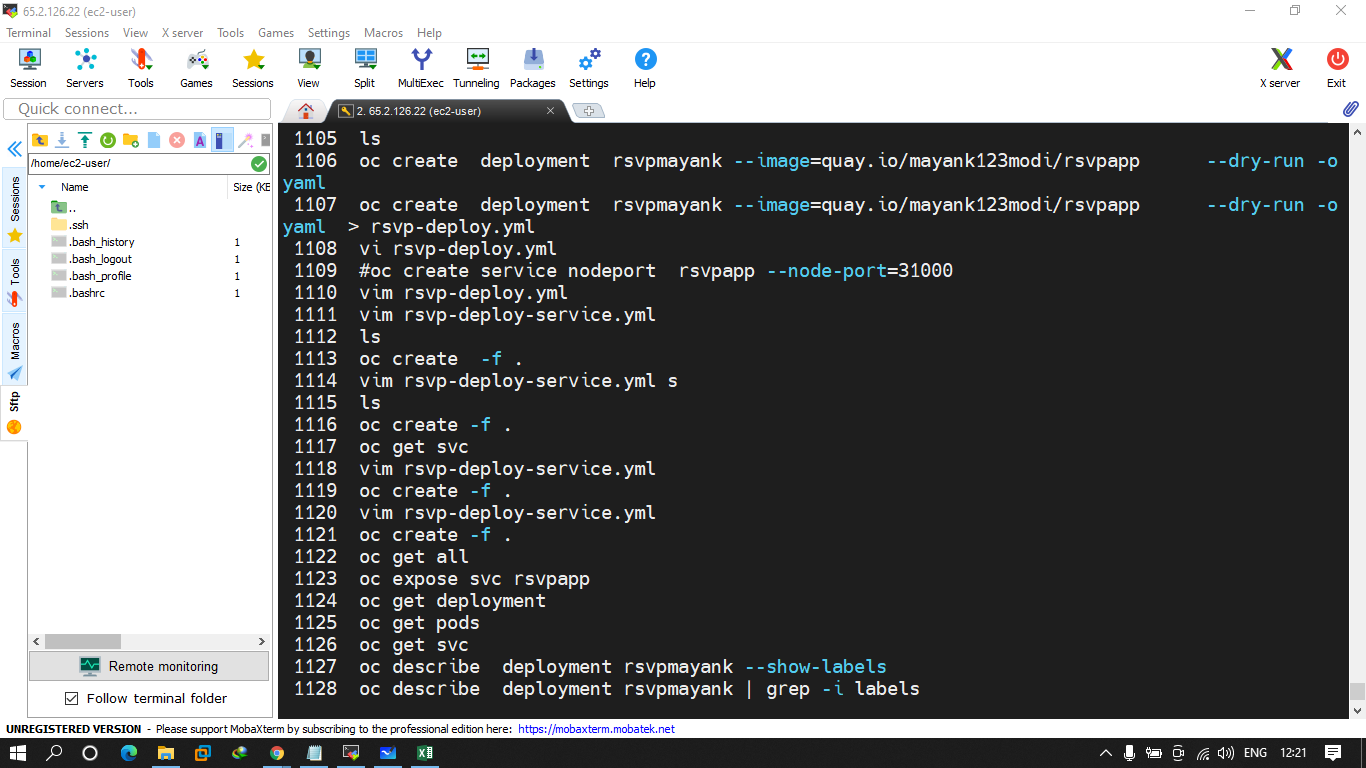 65.2.126.22 (ec2-user)
Terminal Sessions View X server Tools Games Settings Macros Help
Session Servers Tools Games Sessions View Split MultiExec Tunneling Packages Settings Help X server Exit
Quick connect...
2. 65.2.126.22 (ec2-user)
/home/ec2-user/
Name Size (KB
..
.ssh
.bash_history 1
.bash_logout 1
.bash_profile 1
.bashrc 1
Sessions
Tools
Macros
Sftp
Remote monitoring
Follow terminal folder
1105 ls
1106 oc create  deployment  rsvpmayank --image=quay.io/mayank123modi/rsvpapp      --dry-run -o
yaml
1107 oc create  deployment  rsvpmayank --image=quay.io/mayank123modi/rsvpapp      --dry-run -o
yaml  > rsvp-deploy.yml
1108 vi rsvp-deploy.yml
1109 #oc create service nodeport  rsvpapp --node-port=31000
1110 vim rsvp-deploy.yml
1111 vim rsvp-deploy-service.yml
1112 ls
1113 oc create  -f .
1114 vim rsvp-deploy-service.yml s
1115 ls
1116 oc create -f .
1117 oc get svc
1118 vim rsvp-deploy-service.yml
1119 oc create -f .
1120 vim rsvp-deploy-service.yml
1121 oc create -f .
1122 oc get all
1123 oc expose svc rsvpapp
1124 oc get deployment
1125 oc get pods
1126 oc get svc
1127 oc describe  deployment rsvpmayank --show-labels
1128 oc describe  deployment rsvpmayank | grep -i labels
UNREGISTERED VERSION - Please support MobaXterm by subscribing to the professional edition here: https://mobaxterm.mobatek.net
ENG 12:21